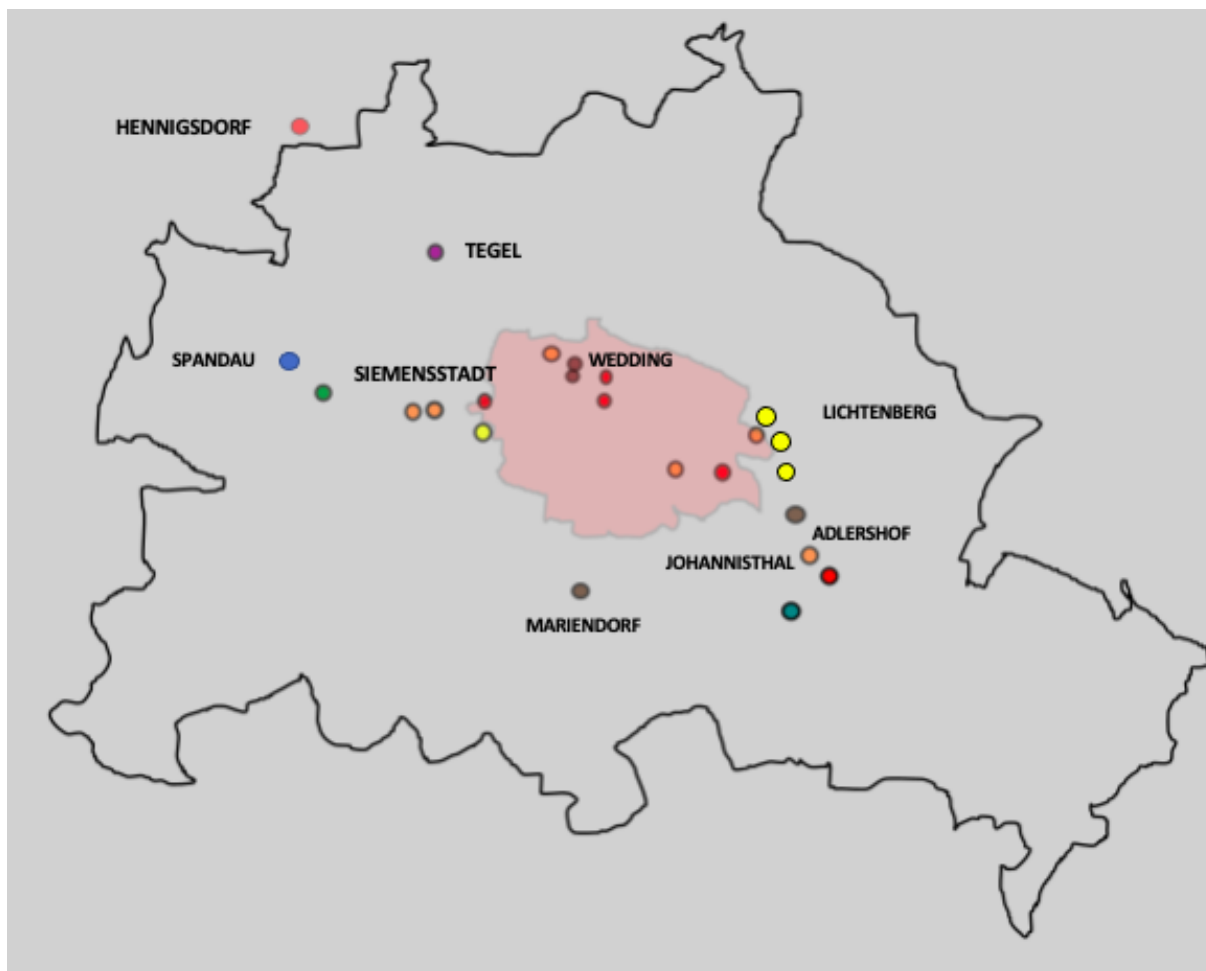 HENNIGSDORF
TEGEL
SPANDAU
SIEMENSSTADT
WEDDING
LICHTENBERG
ADLERSHOF
JOHANNISTHAL
MARIENDORF